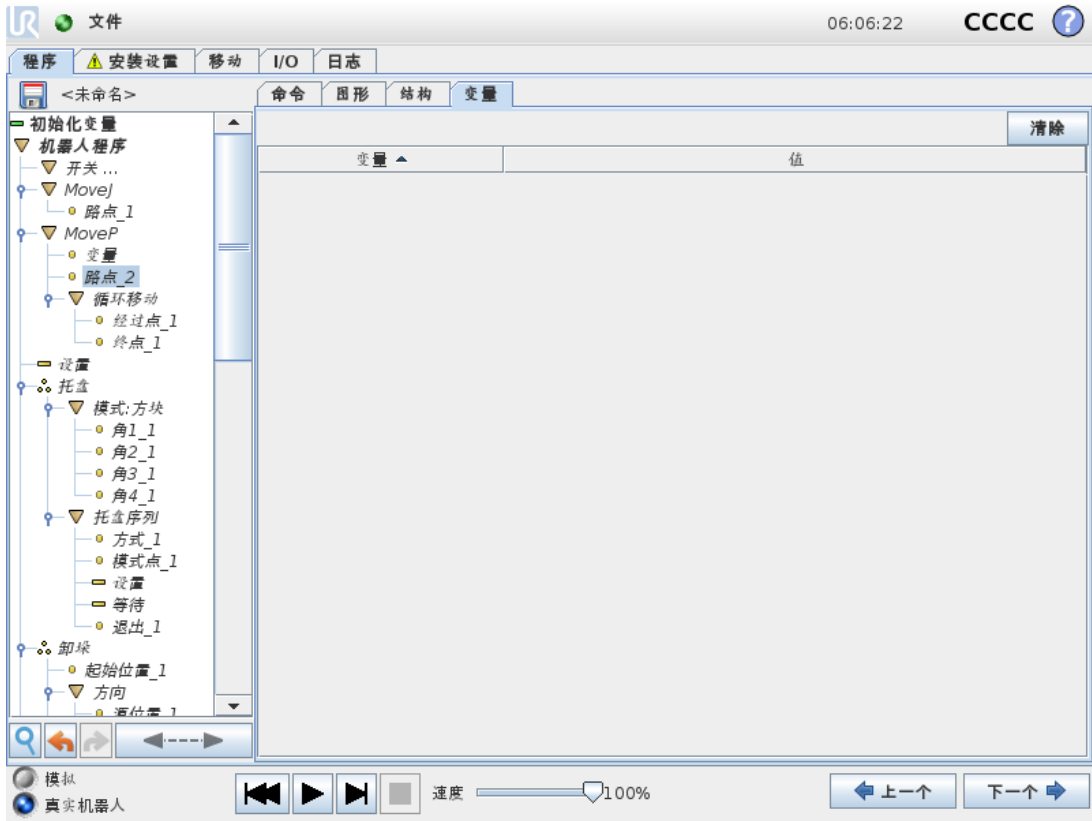 UR 文件 06:06:22 CCCC ?
程序 安装设置 移动 I/O 日志
<未命名> 命令 图形 结构 变量
初始化变量
清除
机器人程序
变量 值
开关 ...
MoveJ
路点_1
MoveP
变量
路点_2
循环移动
经过点_1
终点_1
设置
托盘
模式:方块
角1_1
角2_1
角3_1
角4_1
托盘序列
方式_1
模式点_1
设置
等待
退出_1
卸垛
起始位置_1
方向
源位置_1
模拟
真实机器人
速度 100%
上一个 下一个